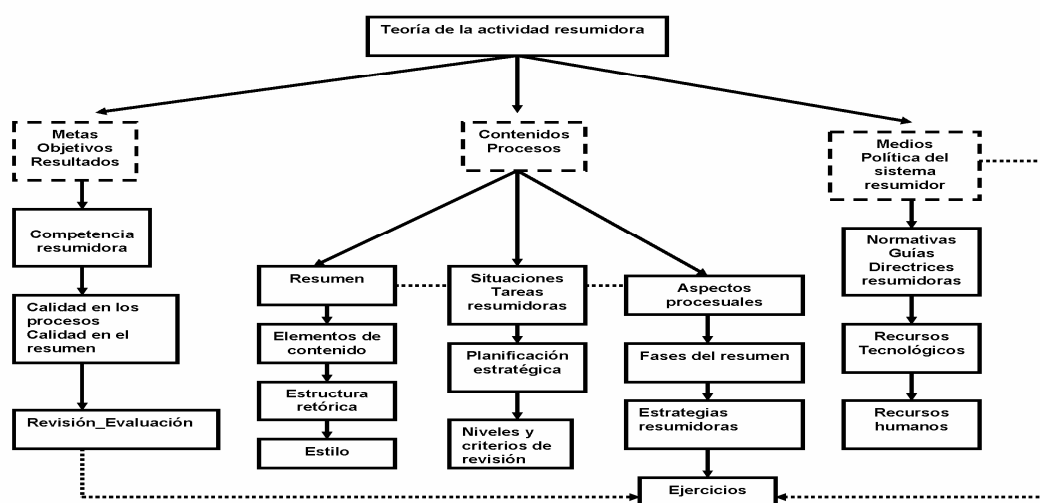 Teoría de la actividad resumidora
Metas
Objetivos
Resultados
Contenidos
Procesos
Medios
Política del
sistema
resumidor
Competencia
resumidora
Normativas
Guías
Directrices
resumidoras
Resumen
Situaciones
Tareas
resumidoras
Aspectos
procesuales
Calidad en los
procesos
Calidad en el
resumen
Elementos de
contenido
Planificación
estratégica
Fases del resumen
Recursos
Tecnológicos
Estructura
retórica
Revisión_Evaluación
Niveles y
criterios de
revisión
Estrategias
resumidoras
Recursos
humanos
Estilo
Ejercicios